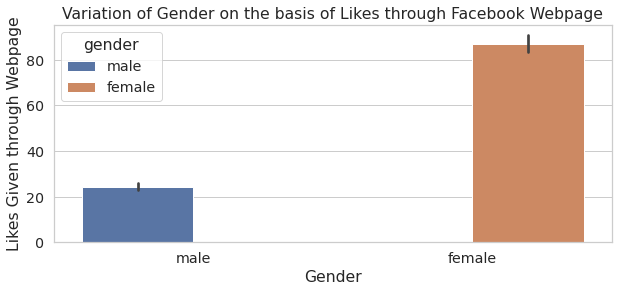 Variation of Gender on the basis of Likes through Facebook Webpage
Likes Given through Webpage
80
60
40
20
0
gender
male
female
male female
Gender